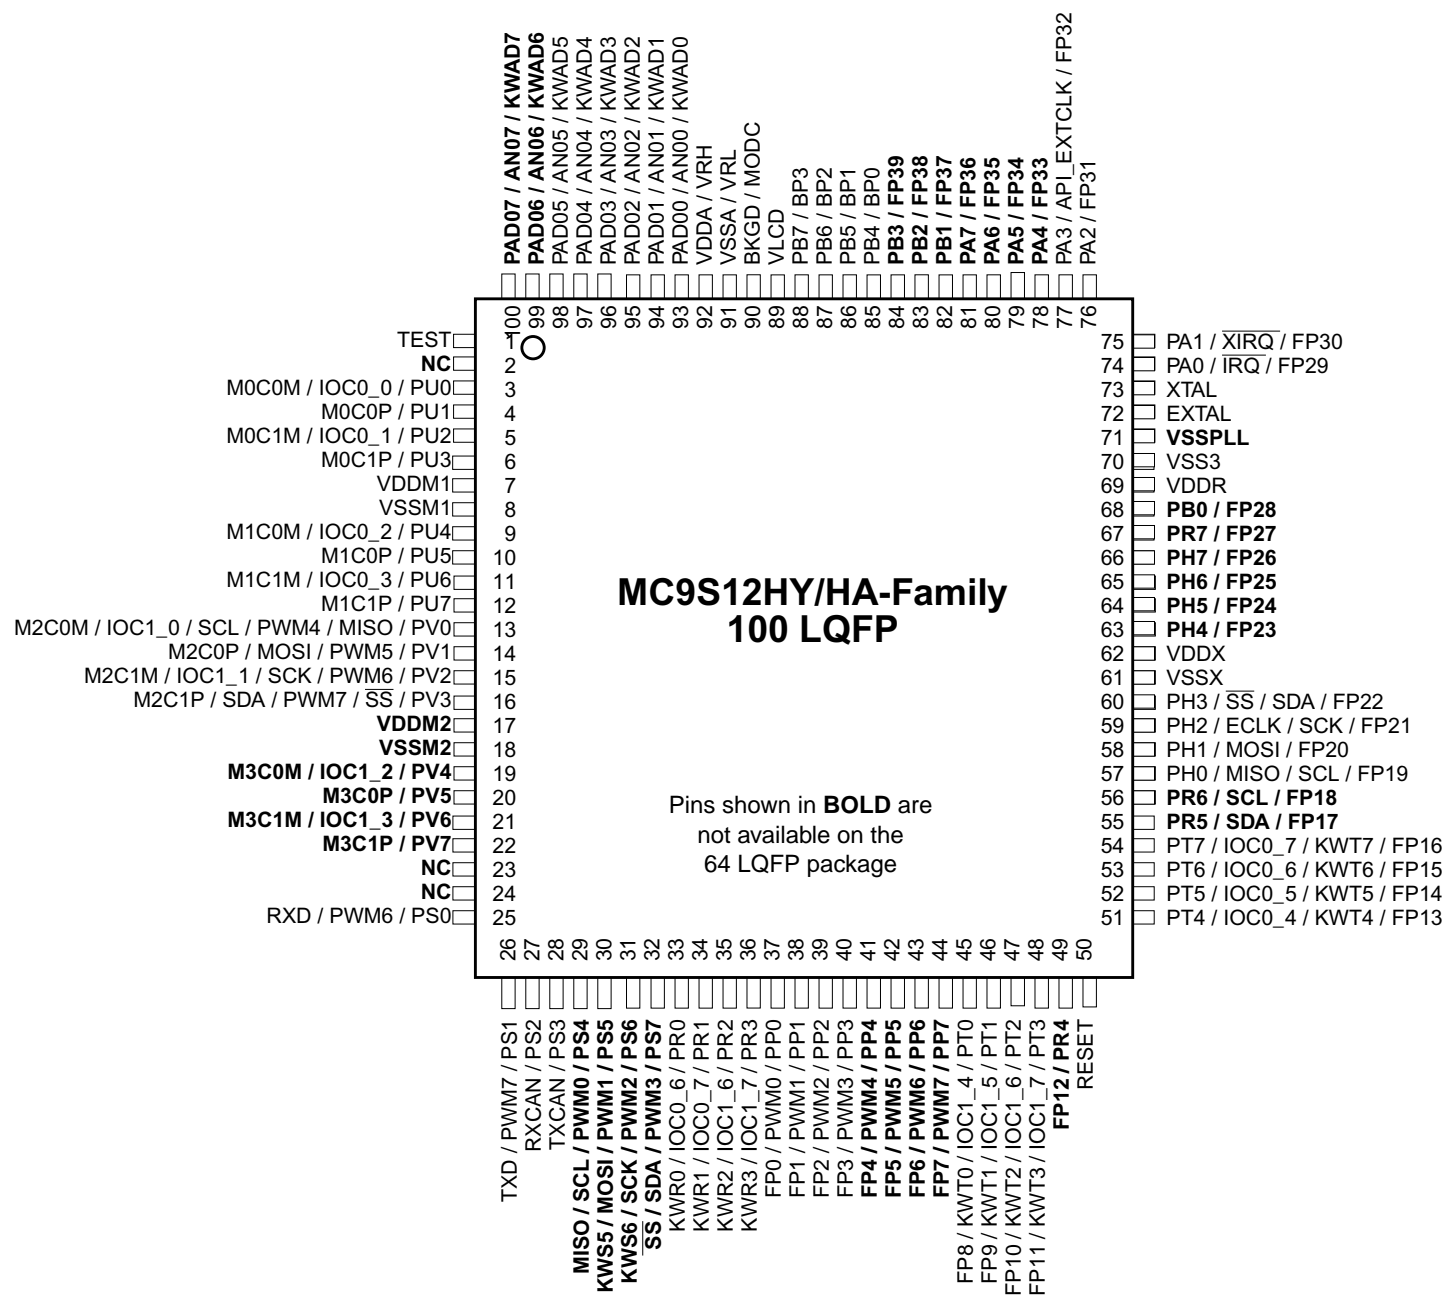 PAD07 / AN07 / KWAD7
PAD06 / AN06 / KWAD6
PAD05 / AN05 / KWAD5
PAD04 / AN04 / KWAD4
PAD03 / AN03 / KWAD3
PAD02 / AN02 / KWAD2
PAD01 / AN01 / KWAD1
PAD00 / AN00 / KWAD0
VDDA / VRH
VSSA / VRL
BKGD / MODC
VLCD
PB7 / BP3
PB6 / BP2
PB5 / BP1
PB4 / BP0
PB3 / FP39
PB2 / FP38
PB1 / FP37
PA7 / FP36
PA6 / FP35
PA5 / FP34
PA4 / FP33
PA3 / API_EXTCLK / FP32
PA2 / FP31
100
99
98
97
96
95
94
93
92
91
90
89
88
87
86
85
84
83
82
81
80
79
78
77
76
TEST 1
NC 2
M0C0M / IOC0_0 / PU0 3
M0C0P / PU1 4
M0C1M / IOC0_1 / PU2 5
M0C1P / PU3 6
VDDM1 7
VSSM1 8
M1C0M / IOC0_2 / PU4 9
M1C0P / PU5 10
M1C1M / IOC0_3 / PU6 11
M1C1P / PU7 12
M2C0M / IOC1_0 / SCL / PWM4 / MISO / PV0 13
M2C0P / MOSI / PWM5 / PV1 14
M2C1M / IOC1_1 / SCK / PWM6 / PV2 15
M2C1P / SDA / PWM7 / SS / PV3 16
VDDM2 17
VSSM2 18
M3C0M / IOC1_2 / PV4 19
M3C0P / PV5 20
M3C1M / IOC1_3 / PV6 21
M3C1P / PV7 22
NC 23
NC 24
RXD / PWM6 / PS0 25
MC9S12HY/HA-Family
100 LQFP
Pins shown in BOLD are
not available on the
64 LQFP package
75 PA1 / XIRQ / FP30
74 PA0 / IRQ / FP29
73 XTAL
72 EXTAL
71 VSSPLL
70 VSS3
69 VDDR
68 PB0 / FP28
67 PR7 / FP27
66 PH7 / FP26
65 PH6 / FP25
64 PH5 / FP24
63 PH4 / FP23
62 VDDX
61 VSSX
60 PH3 / SS / SDA / FP22
59 PH2 / ECLK / SCK / FP21
58 PH1 / MOSI / FP20
57 PH0 / MISO / SCL / FP19
56 PR6 / SCL / FP18
55 PR5 / SDA / FP17
54 PT7 / IOC0_7 / KWT7 / FP16
53 PT6 / IOC0_6 / KWT6 / FP15
52 PT5 / IOC0_5 / KWT5 / FP14
51 PT4 / IOC0_4 / KWT4 / FP13
26
27
28
29
30
31
32
33
34
35
36
37
38
39
40
41
42
43
44
45
46
47
48
49
50
TXD / PWM7 / PS1
RXCAN / PS2
TXCAN / PS3
MISO / SCL / PWM0 / PS4
KWS5 / MOSI / PWM1 / PS5
KWS6 / SCK / PWM2 / PS6
SS / SDA / PWM3 / PS7
KWR0 / IOC0_6 / PR0
KWR1 / IOC0_7 / PR1
KWR2 / IOC1_6 / PR2
KWR3 / IOC1_7 / PR3
FP0 / PWM0 / PP0
FP1 / PWM1 / PP1
FP2 / PWM2 / PP2
FP3 / PWM3 / PP3
FP4 / PWM4 / PP4
FP5 / PWM5 / PP5
FP6 / PWM6 / PP6
FP7 / PWM7 / PP7
FP8 / KWT0 / IOC1_4 / PT0
FP9 / KWT1 / IOC1_5 / PT1
FP10 / KWT2 / IOC1_6 / PT2
FP11 / KWT3 / IOC1_7 / PT3
FP12 / PR4
RESET